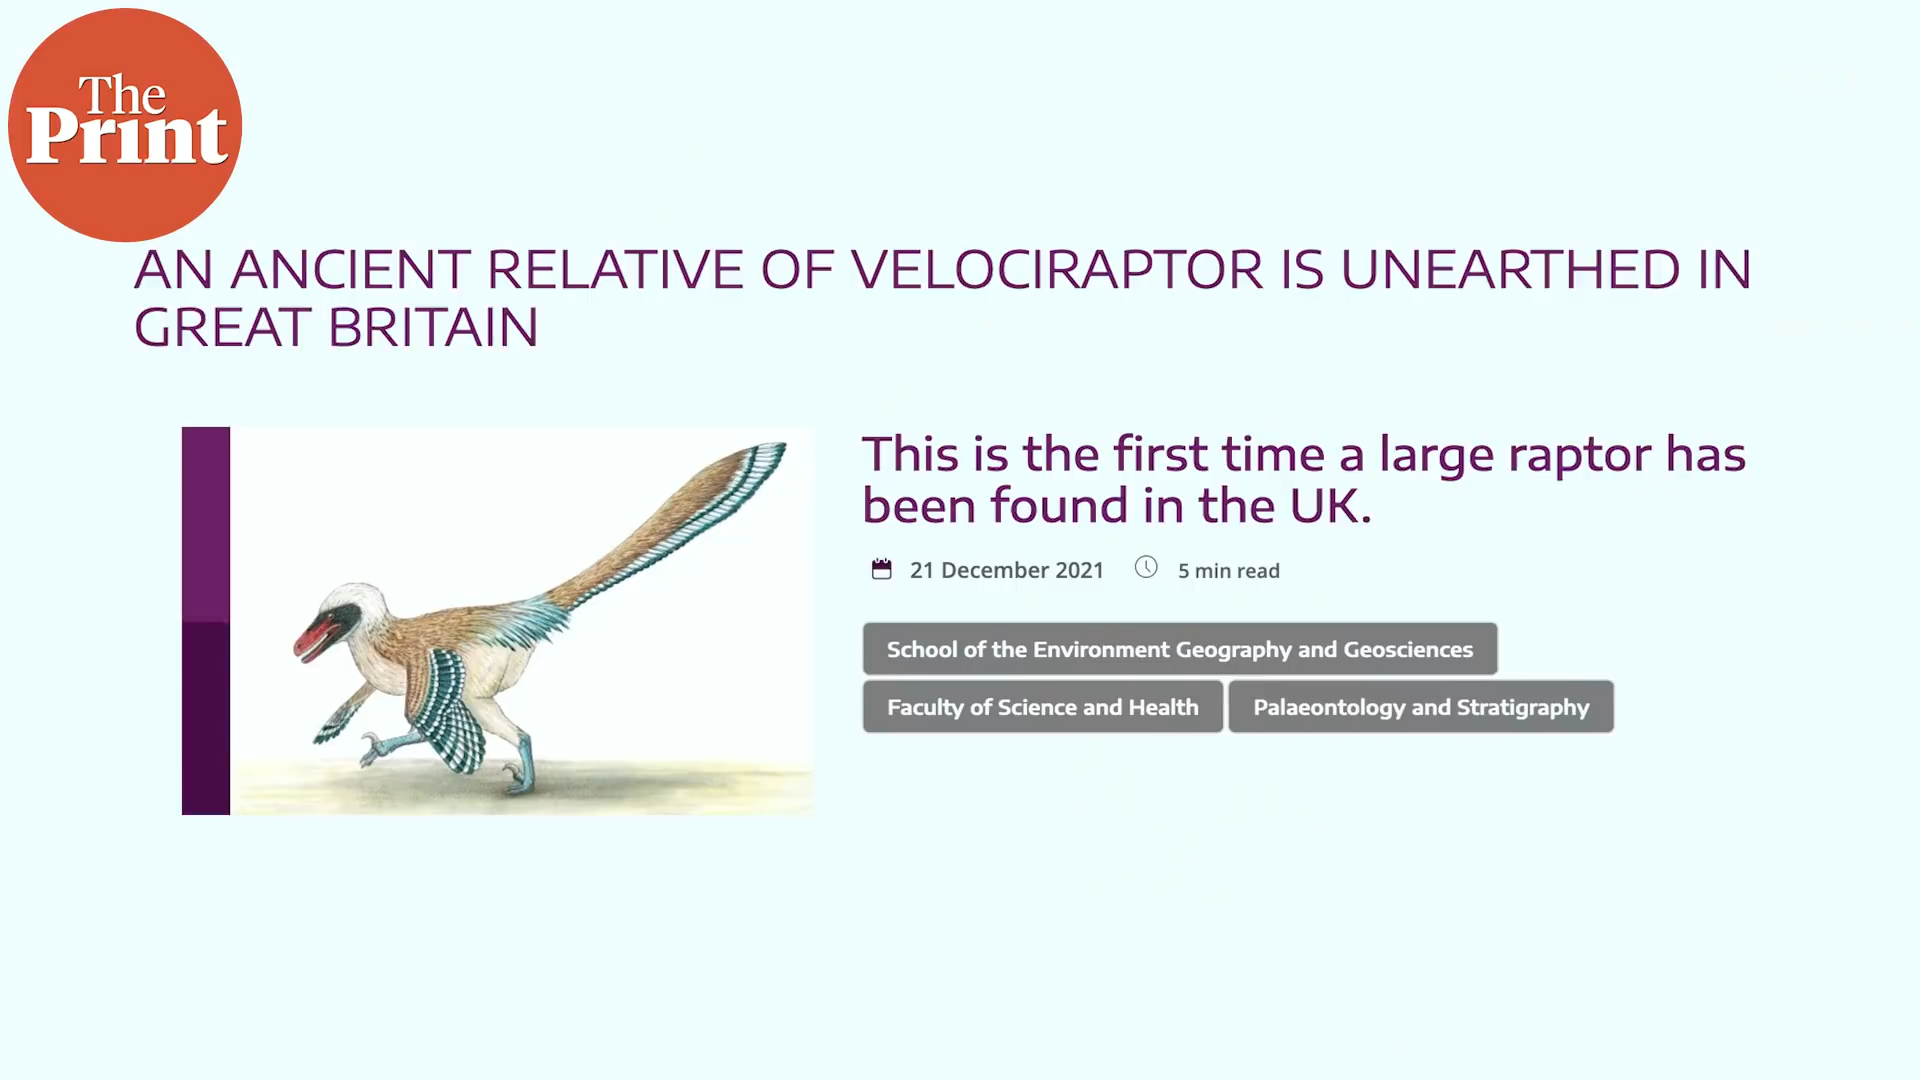 The
Print
AN ANCIENT RELATIVE OF VELOCIRAPTOR IS UNEARTHED IN
GREAT BRITAIN
This is the first time a large raptor has
been found in the UK.
21 December 2021 5 min read
School of the Environment Geography and Geosciences
Faculty of Science and Health Palaeontology and Stratigraphy